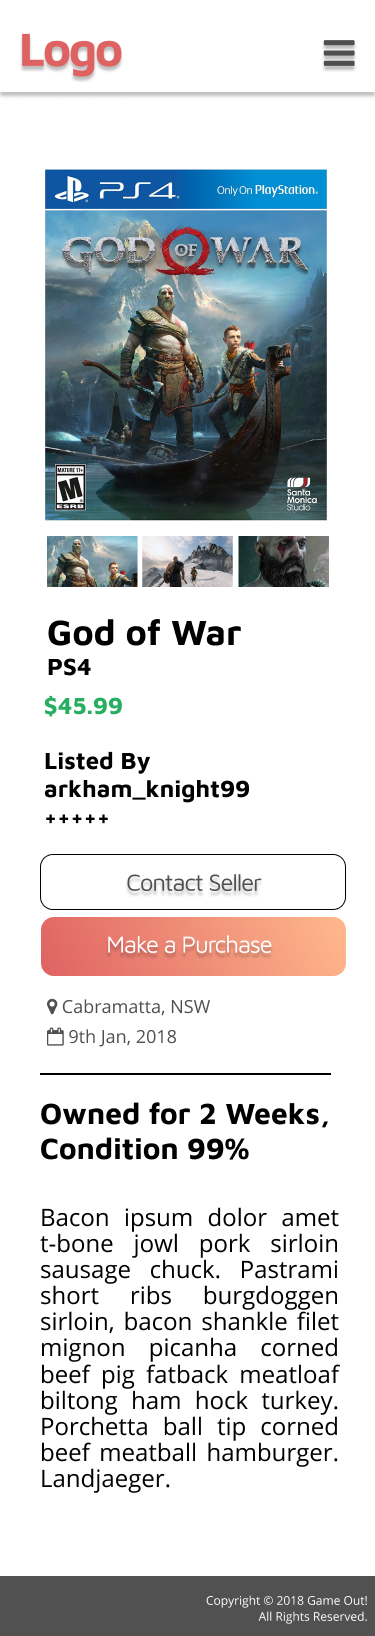 Logo
PS4
Only On PlayStation.
GOD OF WAR
MATURE 17+
M
ESRB
Santa
Monica
Studio
God of War
PS4
$45.99
Listed By
arkham_knight99
+++++
Contact Seller
Make a Purchase
Cabramatta, NSW
9th Jan, 2018
Owned for 2 Weeks,
Condition 99%
Bacon ipsum dolor amet
t-bone jowl pork sirloin
sausage chuck. Pastrami
short ribs burgdoggen
sirloin, bacon shankle filet
mignon picanha corned
beef pig fatback meatloaf
biltong ham hock turkey.
Porchetta ball tip corned
beef meatball hamburger.
Landjaeger.
Copyright © 2018 Game Out!
All Rights Reserved.